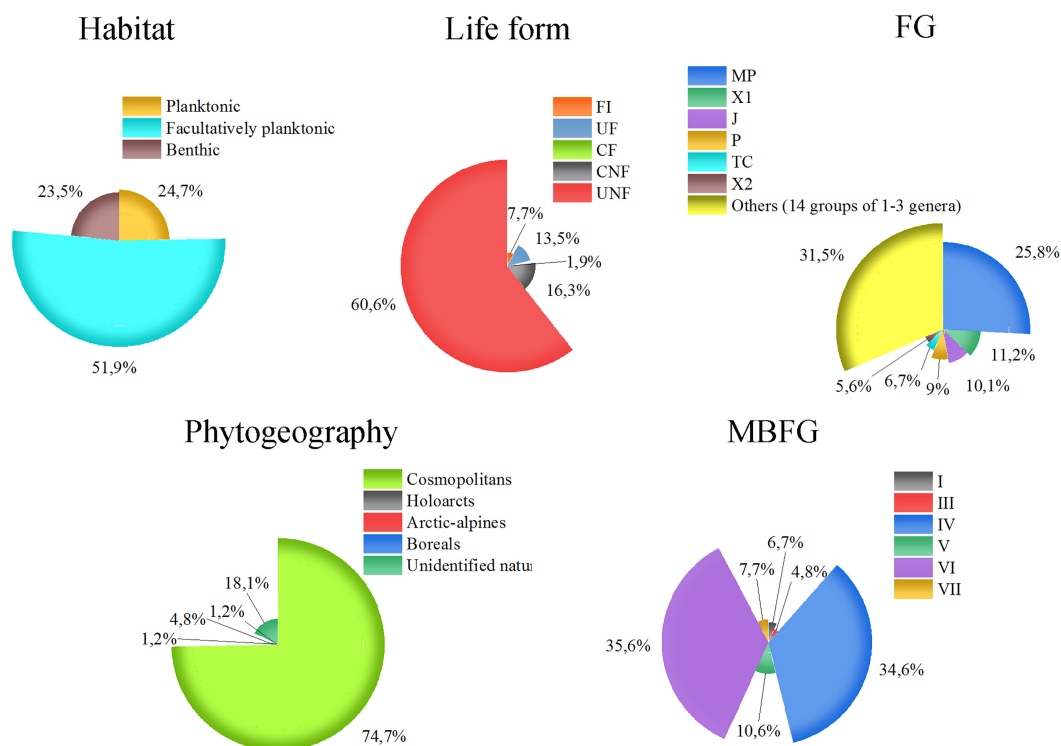 Habitat
Planktonic
Facultatively planktonic
Benthic
23,5%
24,7%
51,9%
Life form
FI
UF
CF
CNF
UNF
7,7%
13,5%
1,9%
16,3%
60,6%
FG
MP
X1
J
P
TC
X2
Others (14 groups of 1-3 genera)
31,5%
25,8%
11,2%
10,1%
9%
6,7%
5,6%
Phytogeography
Cosmopolitans
Holoarcts
Arctic-alpines
Boreals
Unidentified natu
18,1%
1,2%
4,8%
1,2%
74,7%
MBFG
I
III
IV
V
VI
VII
6,7%
7,7%
4,8%
35,6%
34,6%
10,6%